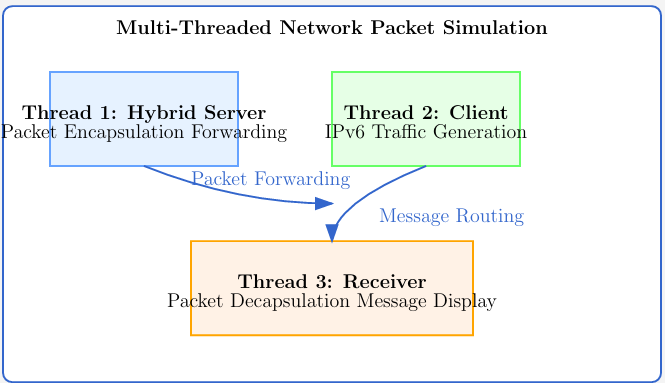 Multi-Threaded Network Packet Simulation
Thread 1: Hybrid Server
Packet Encapsulation Forwarding
Thread 2: Client
IPv6 Traffic Generation
Packet Forwarding
Message Routing
Thread 3: Receiver
Packet Decapsulation Message Display